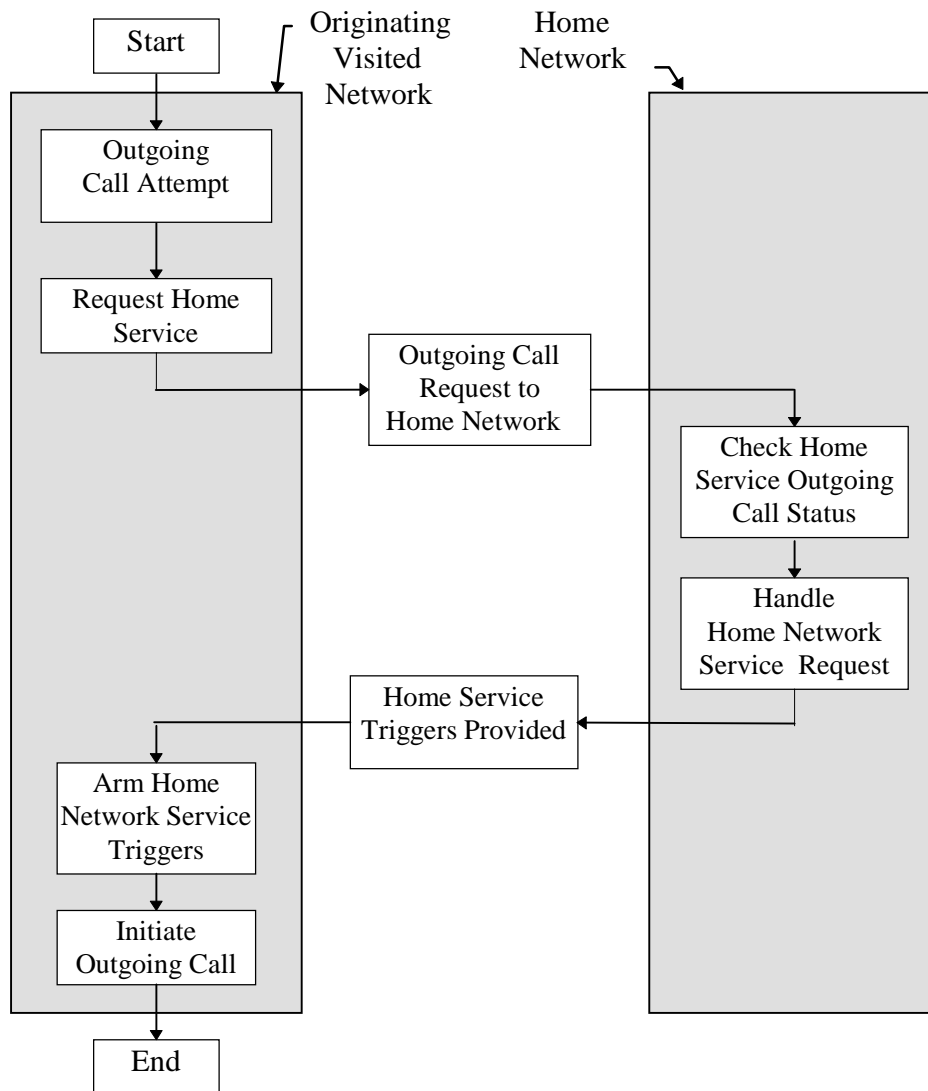 Start
Originating
Visited
Network
Home
Network
Outgoing
Call Attempt
Request Home
Service
Outgoing Call
Request to
Home Network
Check Home
Service Outgoing
Call Status
Handle
Home Network
Service Request
Home Service
Triggers Provided
Arm Home
Network Service
Triggers
Initiate
Outgoing Call
End